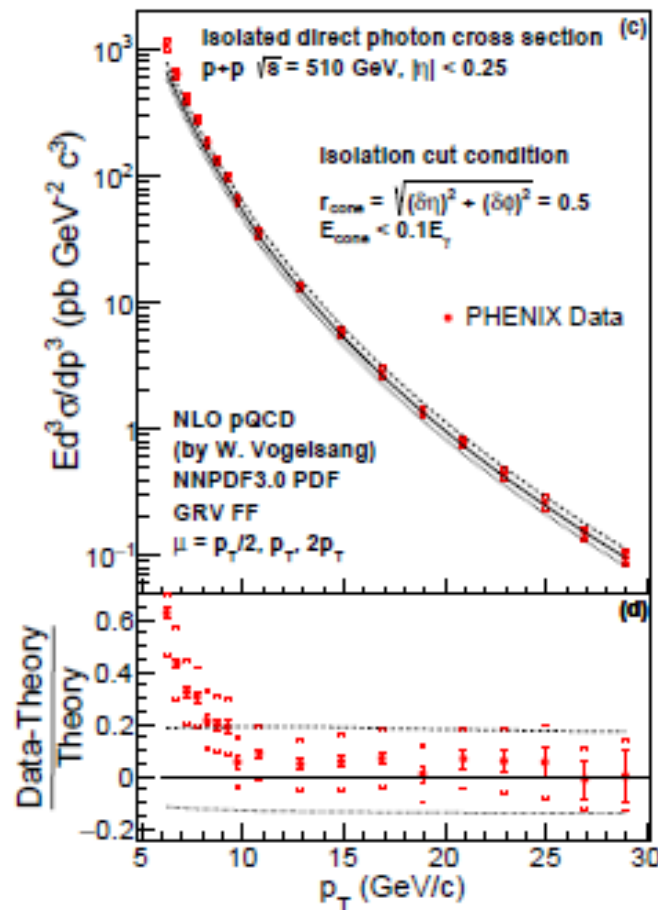 (c)
Isolated direct photon cross section
p+p √s = 510 GeV, |η| < 0.25
Isolation cut condition
r_cone = √(δη)² + (δφ)² = 0.5
E_cone < 0.1E_γ
PHENIX Data
NLO pQCD
(by W. Vogelsang)
NNPDF3.0 PDF
GRV FF
μ = p_T/2, p_T, 2p_T
Ed³σ/dp³ (pb GeV⁻² c³)
10³
10²
10
1
10⁻¹
(d)
Data-Theory
Theory
0.6
0.4
0.2
0
−0.2
5
10
15
20
25
30
p_T (GeV/c)